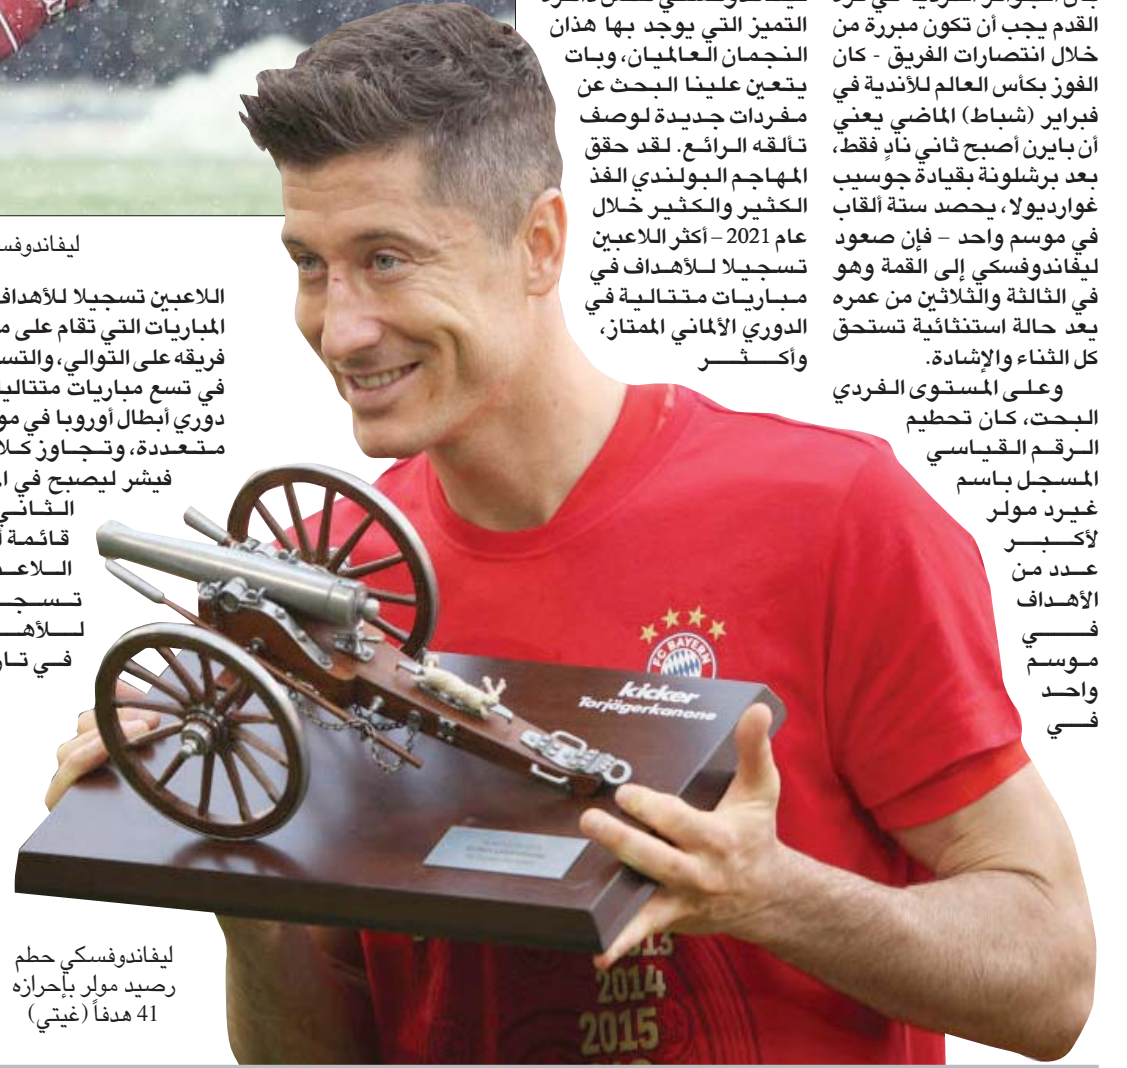 القدم يجب أن تكون مبررة من
خلال انتصارات الفريق - كان
الفوز بكأس العالم للأندية في
فبراير (شباط) الماضي يعني
أن بايرن أصبح ثاني نادٍ فقط،
بعد برشلونة بقيادة جوسيب
غوارديولا، يحصد ستة ألقاب
في موسم واحد – فإن صعود
ليفاندوفسكي إلى القمة وهو
في الثالثة والثلاثين من عمره
يعد حالة استنثائية تستحق
كل الثناء والإشادة.
وعلى المستوى الفردي
البحت، كان تحطيم
الرقم القياسي
المسجل باسم
غيرد مولر
لأكبر
عدد من
الأهداف
في
موسم
واحد
في
التميز التي يوجد بها هذان
النجمان العالميان، وبات
يتعين علينا البحث عن
مفردات جديدة لوصف
تألقه الرائع. لقد حقق
المهاجم البولندي الفذ
الكثير والكثير خلال
عام 2021 – أكثر اللاعبين
تسجيلا للأهداف في
مباريات متتالية في
الدوري الألماني الممتاز،
وأكثر
اللاعبين تسجيلا للأهداف
المباريات التي تقام على
فريقه على التوالي،
في تسع مباريات
دوري أبطال أوروبا في
متعددة، وتجاوز
فيشر ليصبح في
قائمة
في
kicker
Torjägerkanone
FC BAYERN
2014
2015
ليفاندوفسكي حطم
رصيد مولر بإحرازه
41 هدفاً (غيتي)